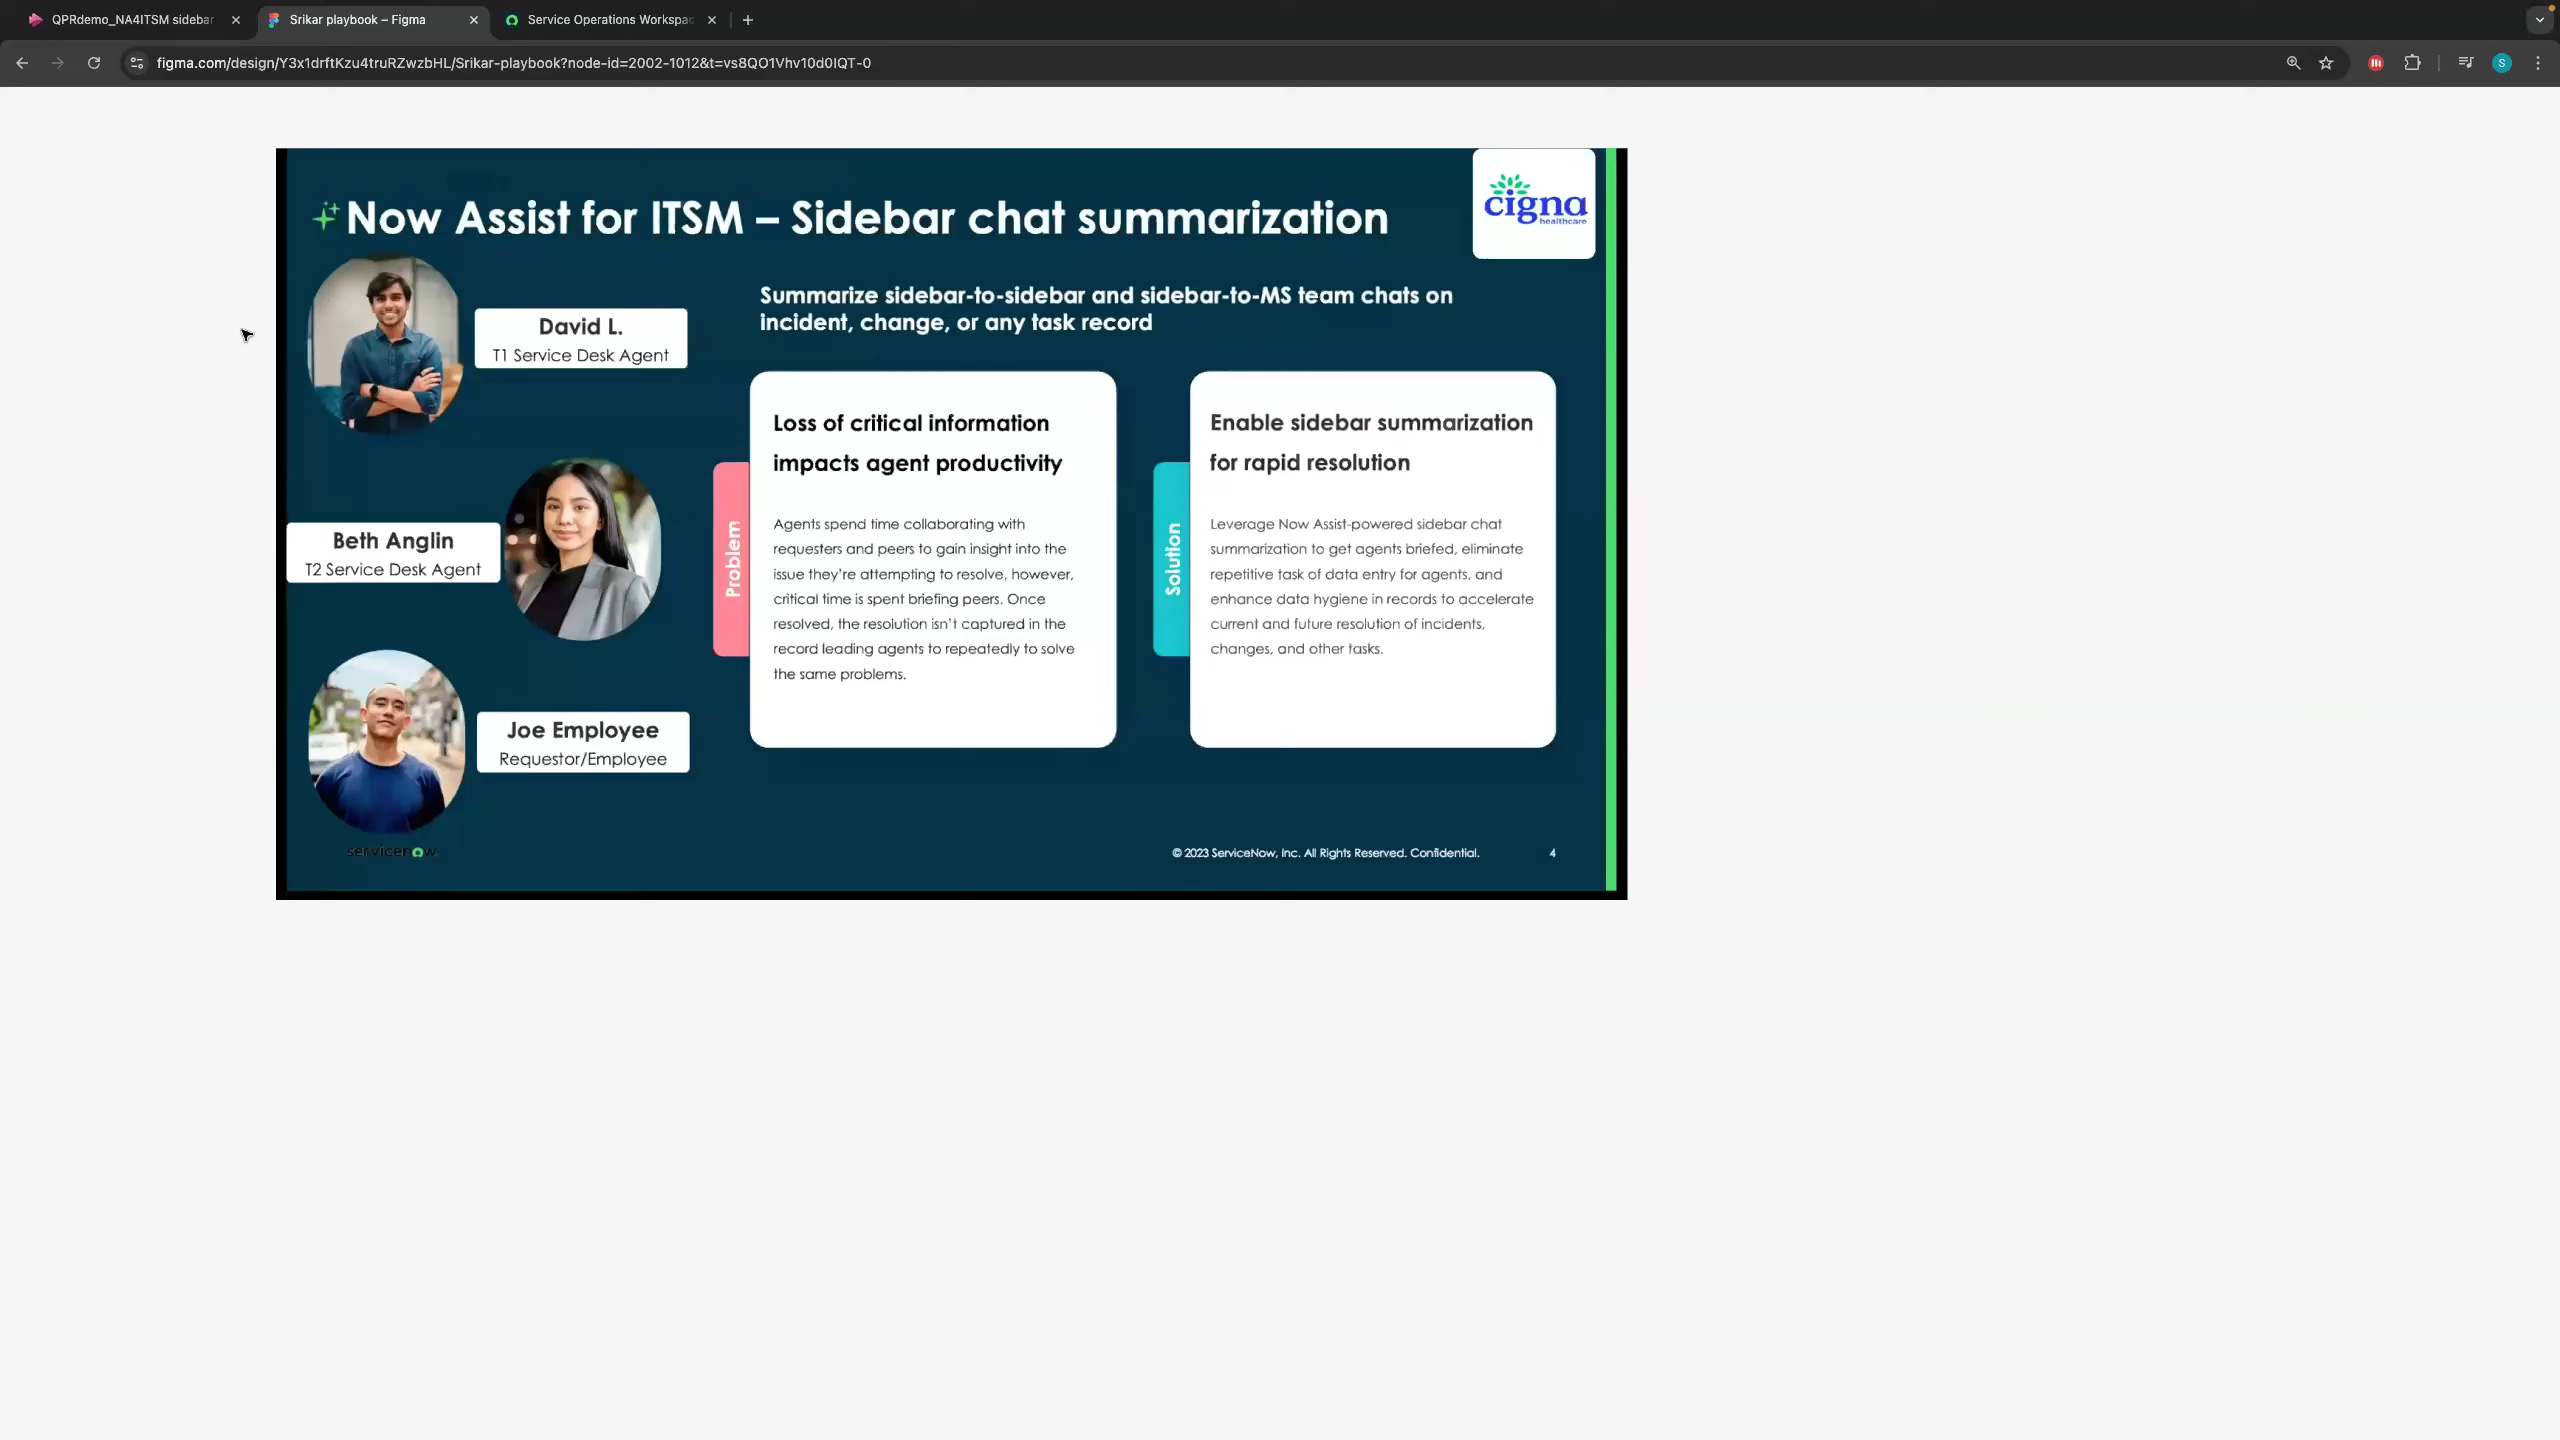 QPRdemo_NA4ITSM sidebar
Srikar playbook – Figma
Service Operations Workspac
figma.com/design/Y3x1drftKzu4truRZwzbHL/Srikar-playbook?node-id=2002-1012&t=vs8QO1Vhv10d0IQT-0
S
Now Assist for ITSM – Sidebar chat summarization
cigna
healthcare
David L.
T1 Service Desk Agent
Beth Anglin
T2 Service Desk Agent
Joe Employee
Requestor/Employee
Summarize sidebar-to-sidebar and sidebar-to-MS team chats on
incident, change, or any task record
Problem
Loss of critical information
impacts agent productivity
Agents spend time collaborating with
requesters and peers to gain insight into the
issue they're attempting to resolve, however,
critical time is spent briefing peers. Once
resolved, the resolution isn't captured in the
record leading agents to repeatedly to solve
the same problems.
Solution
Enable sidebar summarization
for rapid resolution
Leverage Now Assist-powered sidebar chat
summarization to get agents briefed, eliminate
repetitive task of data entry for agents, and
enhance data hygiene in records to accelerate
current and future resolution of incidents,
changes, and other tasks.
servicenow
© 2023 ServiceNow, Inc. All Rights Reserved. Confidential.
4